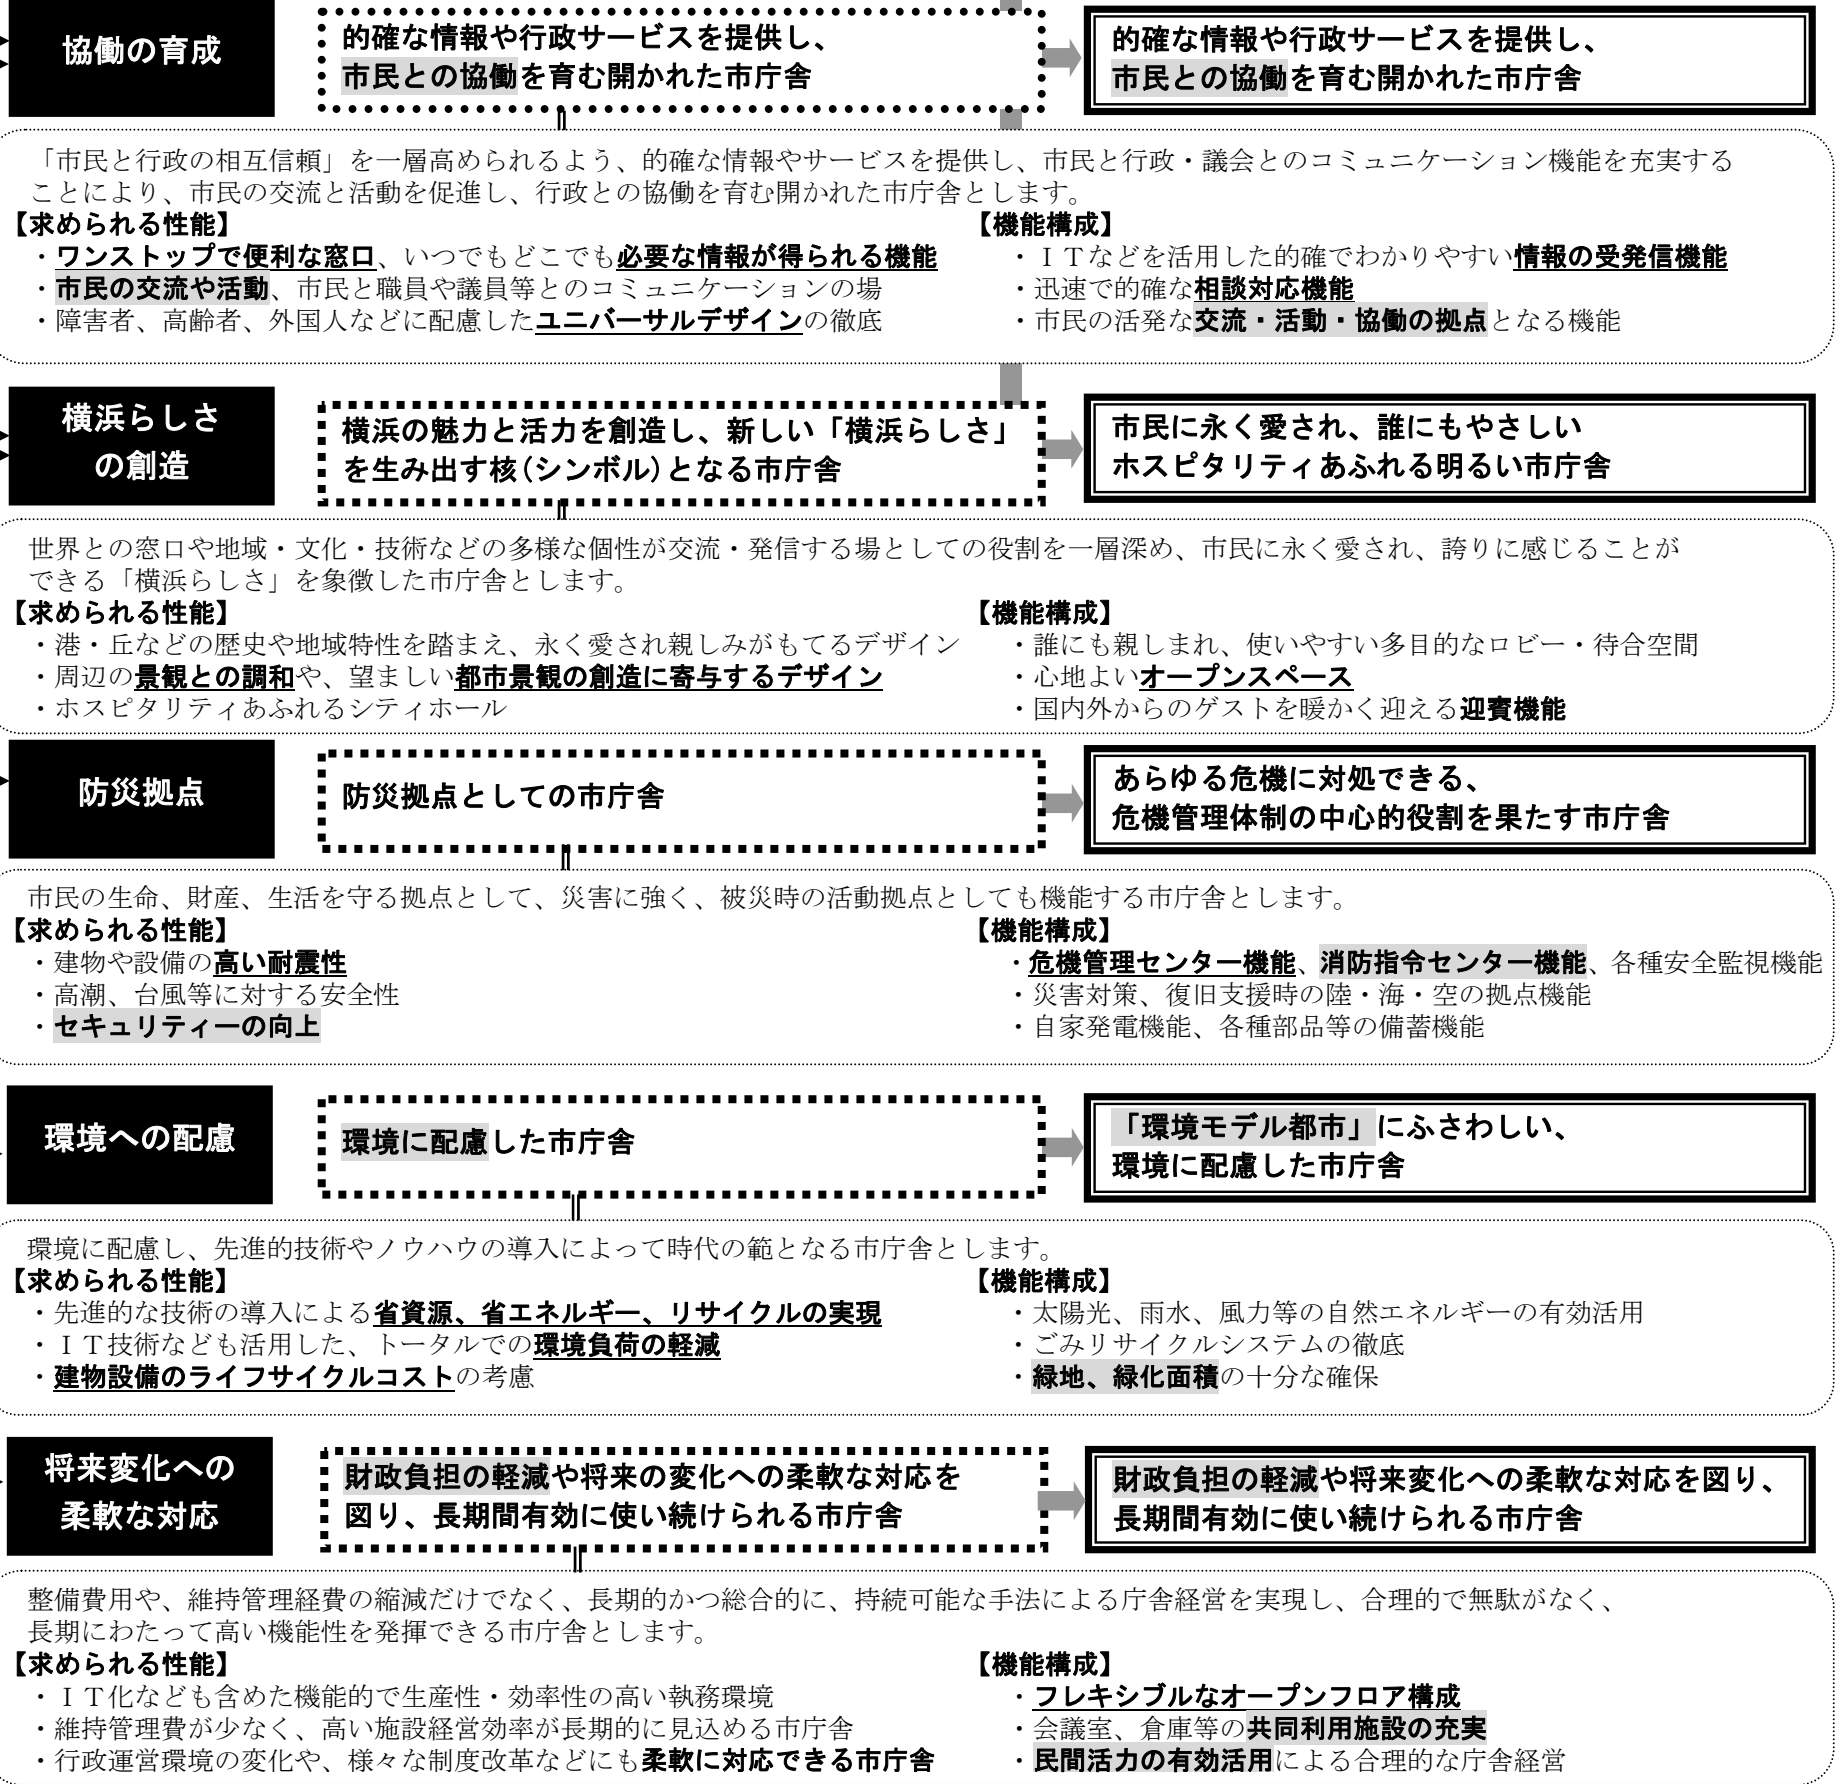 協働の育成
的確な情報や行政サービスを提供し、
市民との協働を育む開かれた市庁舎
的確な情報や行政サービスを提供し、
市民との協働を育む開かれた市庁舎
「市民と行政の相互信頼」を一層高められるよう、的確な情報やサービスを提供し、市民と行政・議会とのコミュニケーション機能を充実する
ことにより、市民の交流と活動を促進し、行政との協働を育む開かれた市庁舎とします。
【求められる性能】
・ワンストップで便利な窓口、いつでもどこでも必要な情報が得られる機能
・市民の交流や活動、市民と職員や議員等とのコミュニケーションの場
・障害者、高齢者、外国人などに配慮したユニバーサルデザインの徹底
【機能構成】
・ＩＴなどを活用した的確でわかりやすい情報の受発信機能
・迅速で的確な相談対応機能
・市民の活発な交流・活動・協働の拠点となる機能
横浜らしさ
の創造
横浜の魅力と活力を創造し、新しい「横浜らしさ」
を生み出す核(シンボル)となる市庁舎
市民に永く愛され、誰にもやさしい
ホスピタリティあふれる明るい市庁舎
世界との窓口や地域・文化・技術などの多様な個性が交流・発信する場としての役割を一層深め、市民に永く愛され、誇りに感じることが
できる「横浜らしさ」を象徴した市庁舎とします。
【求められる性能】
・港・丘などの歴史や地域特性を踏まえ、永く愛され親しみがもてるデザイン
・周辺の景観との調和や、望ましい都市景観の創造に寄与するデザイン
・ホスピタリティあふれるシティホール
【機能構成】
・誰にも親しまれ、使いやすい多目的なロビー・待合空間
・心地よいオープンスペース
・国内外からのゲストを暖かく迎える迎賓機能
防災拠点
防災拠点としての市庁舎
あらゆる危機に対処できる、
危機管理体制の中心的役割を果たす市庁舎
市民の生命、財産、生活を守る拠点として、災害に強く、被災時の活動拠点としても機能する市庁舎とします。
【求められる性能】
・建物や設備の高い耐震性
・高潮、台風等に対する安全性
・セキュリティーの向上
【機能構成】
・危機管理センター機能、消防指令センター機能、各種安全監視機能
・災害対策、復旧支援時の陸・海・空の拠点機能
・自家発電機能、各種部品等の備蓄機能
環境への配慮
環境に配慮した市庁舎
「環境モデル都市」にふさわしい、
環境に配慮した市庁舎
環境に配慮し、先進的技術やノウハウの導入によって時代の範となる市庁舎とします。
【求められる性能】
・先進的な技術の導入による省資源、省エネルギー、リサイクルの実現
・ＩＴ技術なども活用した、トータルでの環境負荷の軽減
・建物設備のライフサイクルコストの考慮
【機能構成】
・太陽光、雨水、風力等の自然エネルギーの有効活用
・ごみリサイクルシステムの徹底
・緑地、緑化面積の十分な確保
将来変化への
柔軟な対応
財政負担の軽減や将来の変化への柔軟な対応を
図り、長期間有効に使い続けられる市庁舎
財政負担の軽減や将来変化への柔軟な対応を図り、
長期間有効に使い続けられる市庁舎
整備費用や、維持管理経費の縮減だけでなく、長期的かつ総合的に、持続可能な手法による庁舎経営を実現し、合理的で無駄がなく、
長期にわたって高い機能性を発揮できる市庁舎とします。
【求められる性能】
・ＩＴ化なども含めた機能的で生産性・効率性の高い執務環境
・維持管理費が少なく、高い施設経営効率が長期的に見込める市庁舎
・行政運営環境の変化や、様々な制度改革などにも柔軟に対応できる市庁舎
【機能構成】
・フレキシブルなオープンフロア構成
・会議室、倉庫等の共同利用施設の充実
・民間活力の有効活用による合理的な庁舎経営